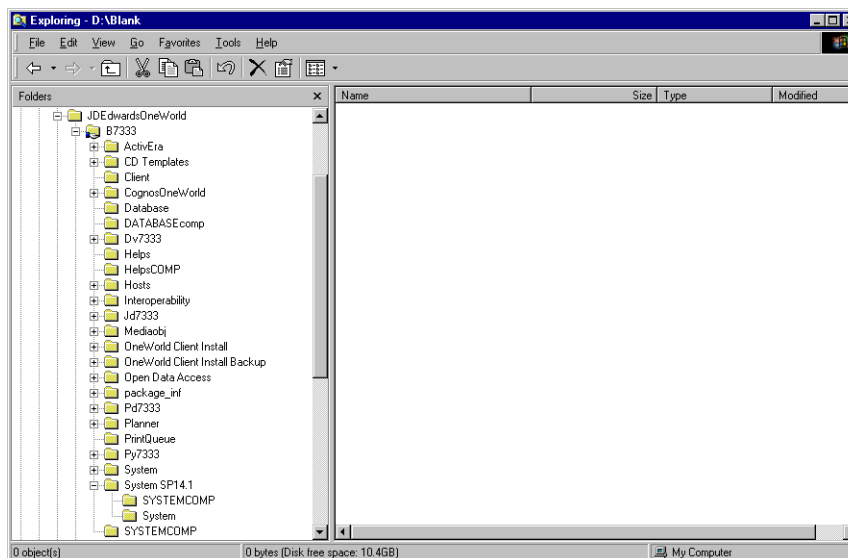 Exploring - D:\Blank
File Edit View Go Favorites Tools Help
Folders
Name Size Type Modified
JDEdwardsOneWorld
B7333
ActivEra
CD Templates
Client
CognosOneWorld
Database
DATABASEcomp
Dv7333
Helps
HelpsCOMP
Hosts
Interoperability
Jd7333
Mediaobj
OneWorld Client Install
OneWorld Client Install Backup
Open Data Access
package_inf
Pd7333
Planner
PrintQueue
Py7333
System
System SP14.1
SYSTEMCOMP
System
SYSTEMCOMP
0 object(s) 0 bytes (Disk free space: 10.4GB) My Computer